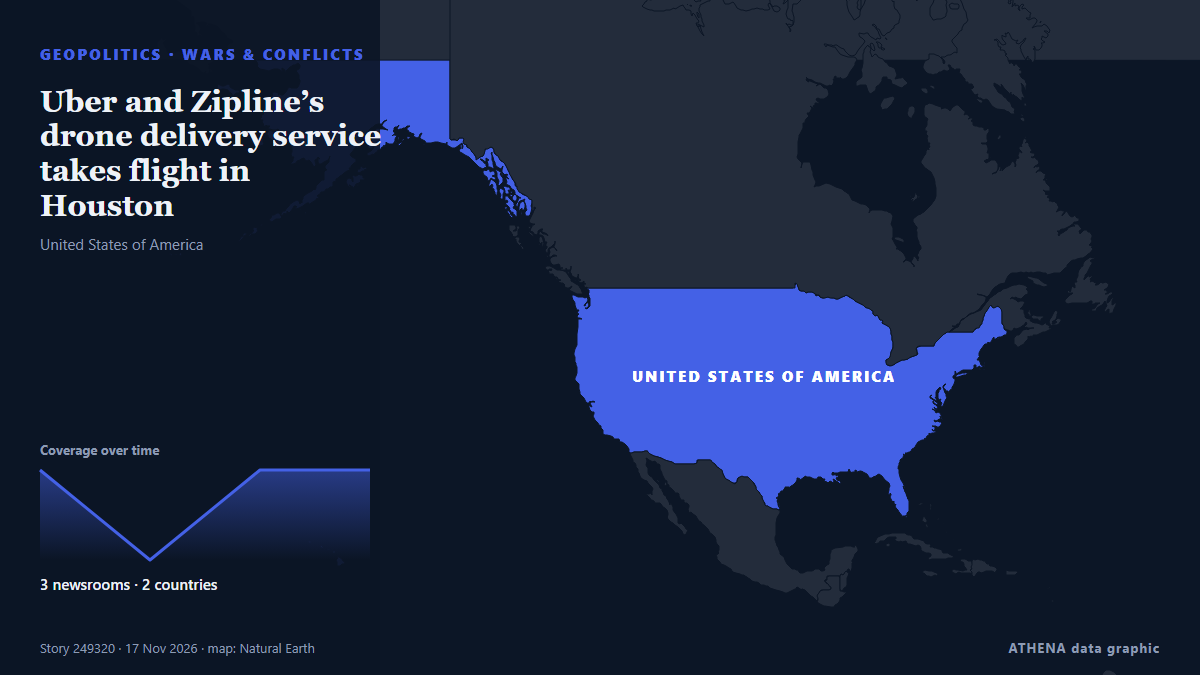 GEOPOLITICS · WARS & CONFLICTS
Uber and Zipline’s
drone delivery service
takes flight in
Houston
United States of America
UNITED STATES OF AMERICA
Coverage over time
3 newsrooms · 2 countries
Story 249320 · 17 Nov 2026 · map: Natural Earth
ATHENA data graphic